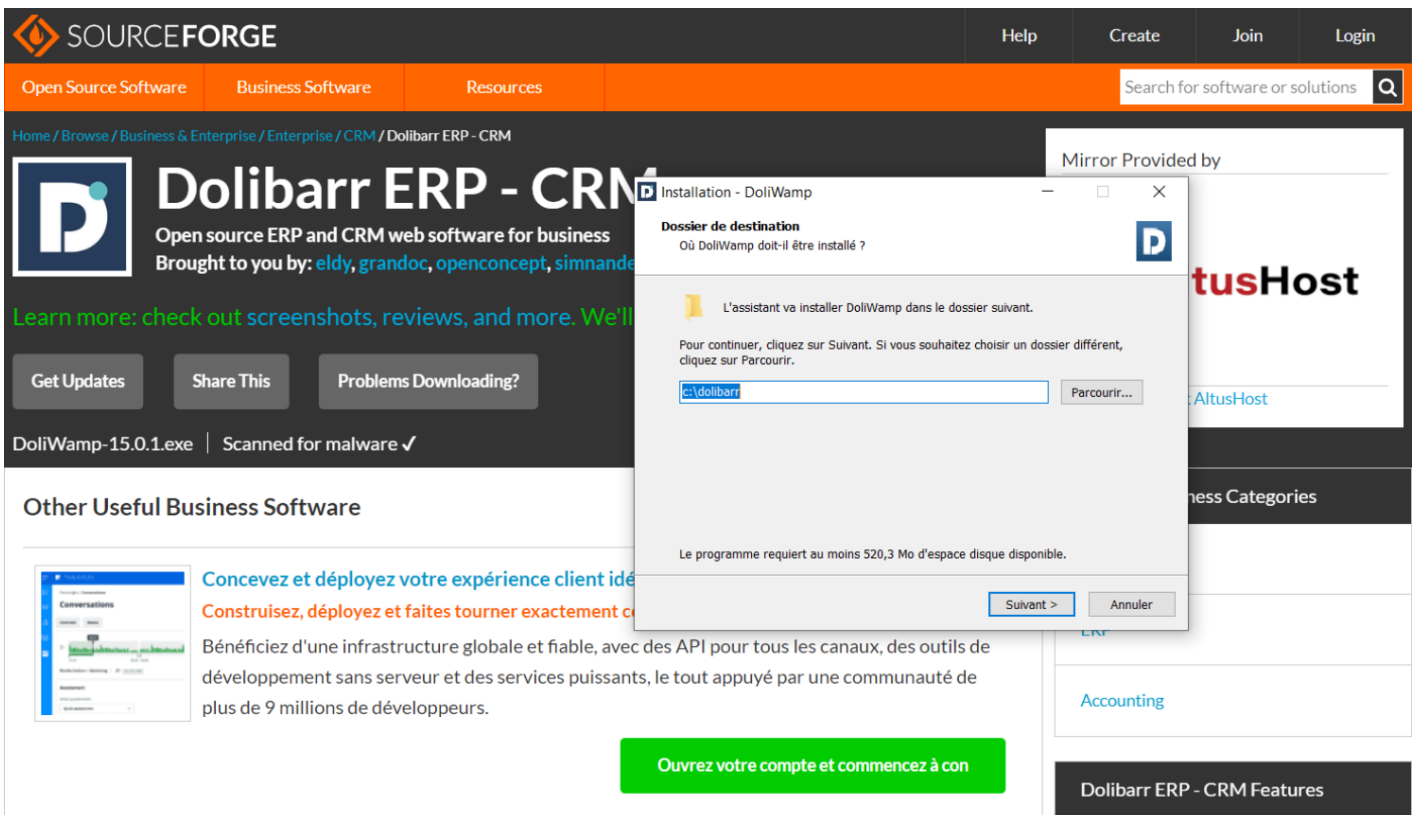 SOURCEFORGE
Help
Create
Join
Login
Open Source Software
Business Software
Resources
Search for software or solutions
Home / Browse / Business & Enterprise / Enterprise / CRM / Dolibarr ERP - CRM
Dolibarr ERP - CRM
Open source ERP and CRM web software for business
Brought to you by: eldy, grandoc, openconcept, simnande
Learn more: check out screenshots, reviews, and more. We'll
Get Updates
Share This
Problems Downloading?
DoliWamp-15.0.1.exe | Scanned for malware ✓
Mirror Provided by
tusHost
AltusHost
Installation - DoliWamp
Dossier de destination
Où DoliWamp doit-il être installé ?
L'assistant va installer DoliWamp dans le dossier suivant.
Pour continuer, cliquez sur Suivant. Si vous souhaitez choisir un dossier différent,
cliquez sur Parcourir.
c:\dolibarr
Parcourir...
Le programme requiert au moins 520,3 Mo d'espace disque disponible.
Suivant >
Annuler
Other Useful Business Software
Conversations
Concevez et déployez votre expérience client idé
Construisez, déployez et faites tourner exactement c
Bénéficiez d'une infrastructure globale et fiable, avec des API pour tous les canaux, des outils de
développement sans serveur et des services puissants, le tout appuyé par une communauté de
plus de 9 millions de développeurs.
Ouvrez votre compte et commencez à con
ness Categories
ERP
Accounting
Dolibarr ERP - CRM Features